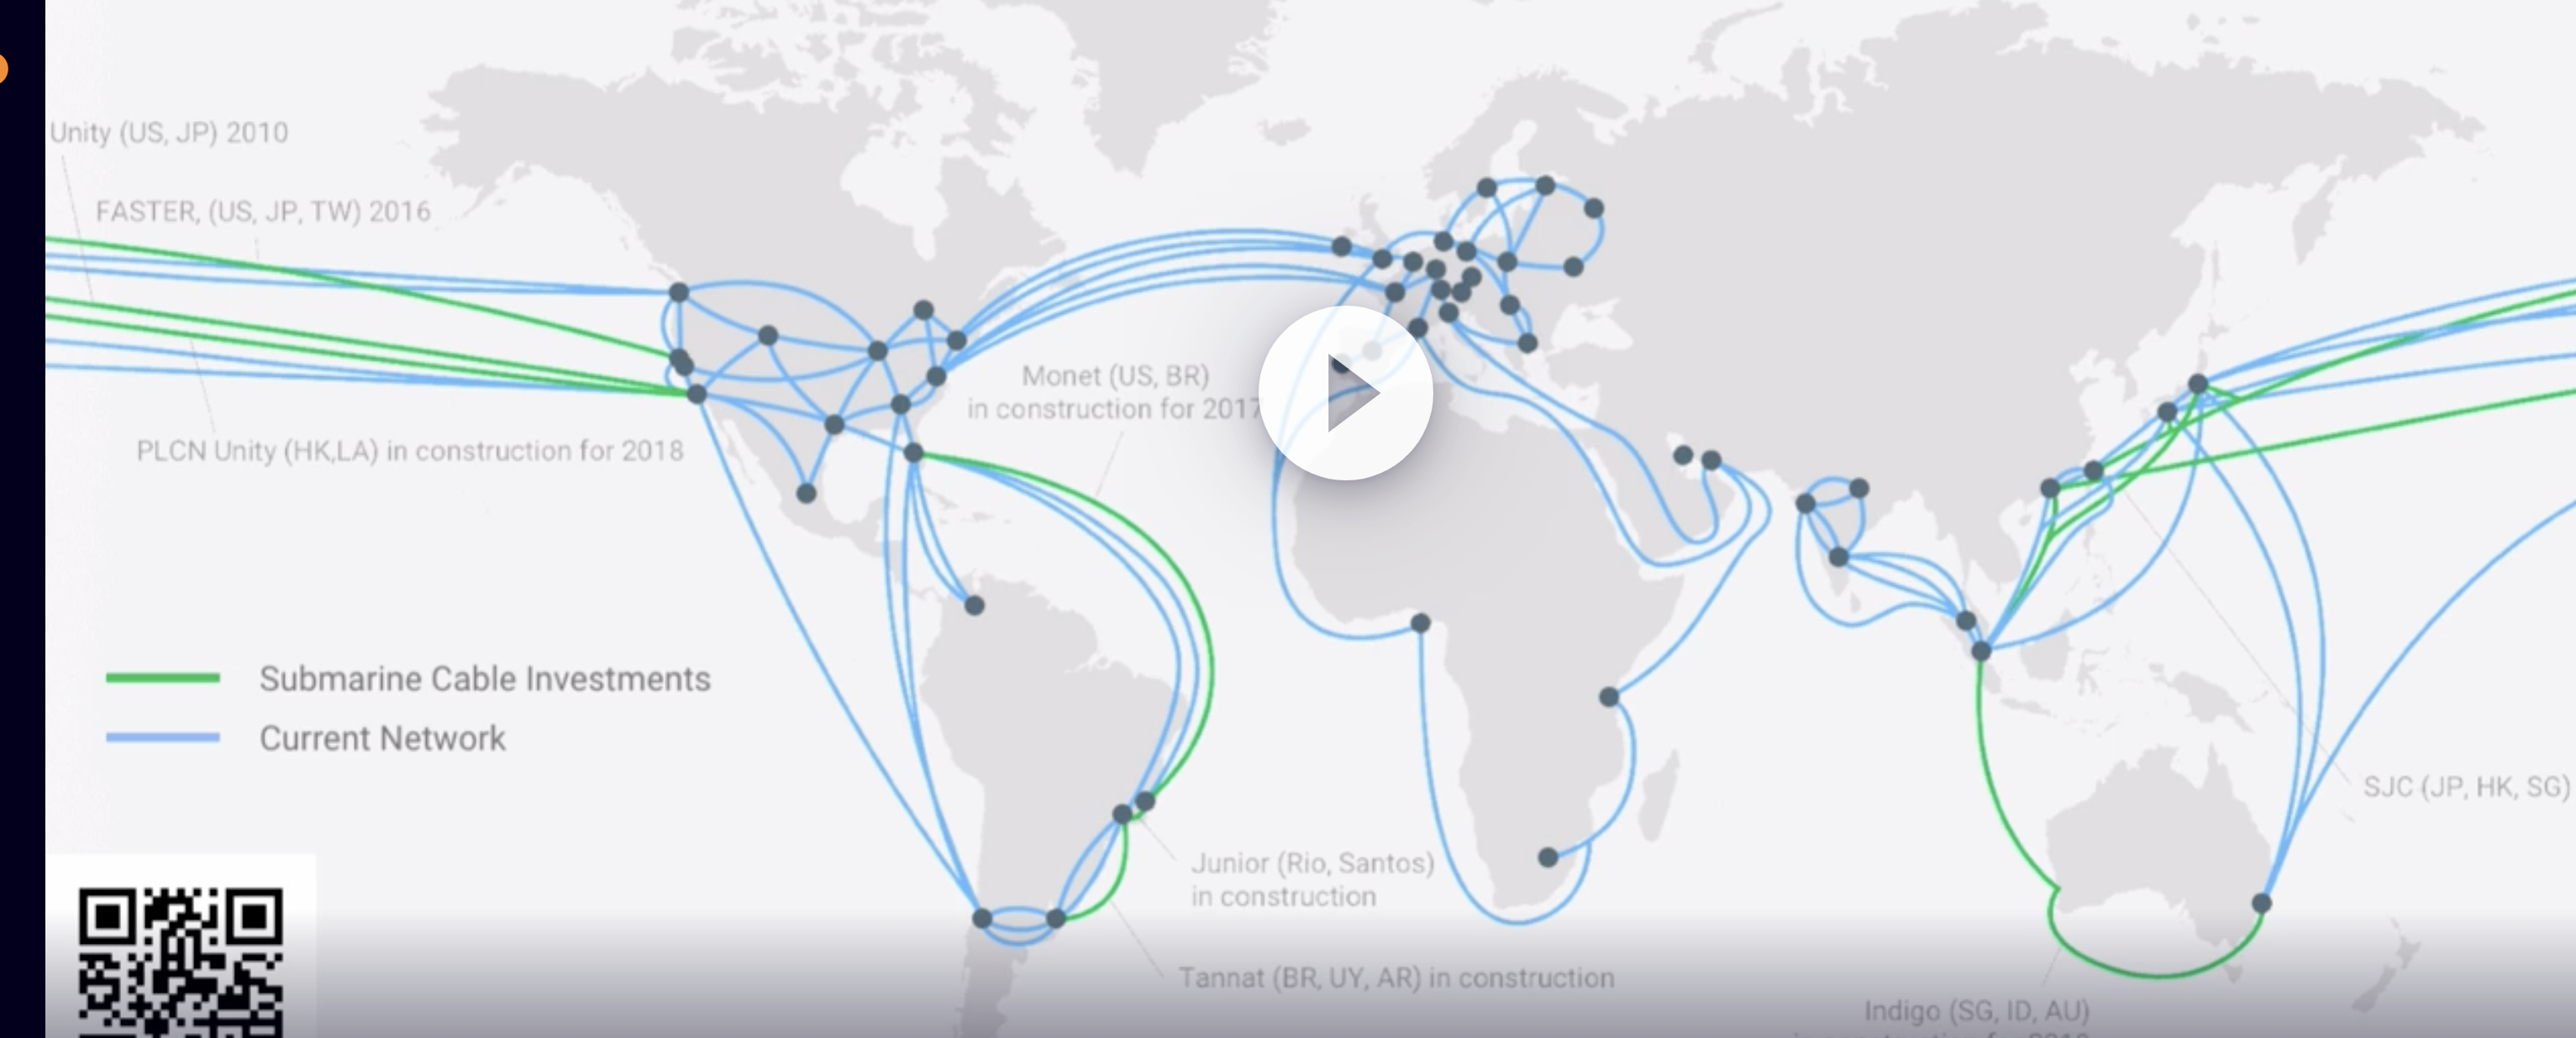 Unity (US, JP) 2010
FASTER, (US, JP, TW) 2016
Monet (US, BR)
in construction for 2017
PLCN Unity (HK,LA) in construction for 2018
Submarine Cable Investments
Current Network
SJC (JP, HK, SG)
Junior (Rio, Santos)
in construction
Tannat (BR, UY, AR) in construction
Indigo (SG, ID, AU)